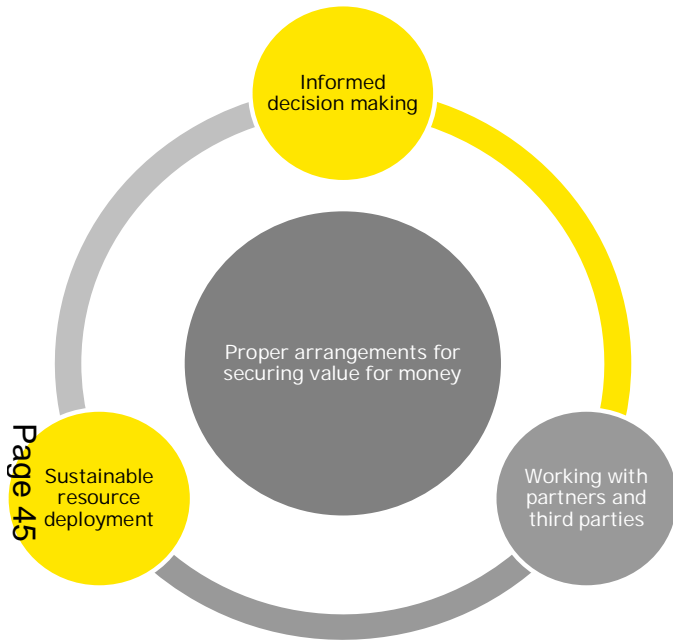 Informed
decision making
Proper arrangements for
securing value for money
Page 45
Sustainable
resource
deployment
Working with
partners and
third parties